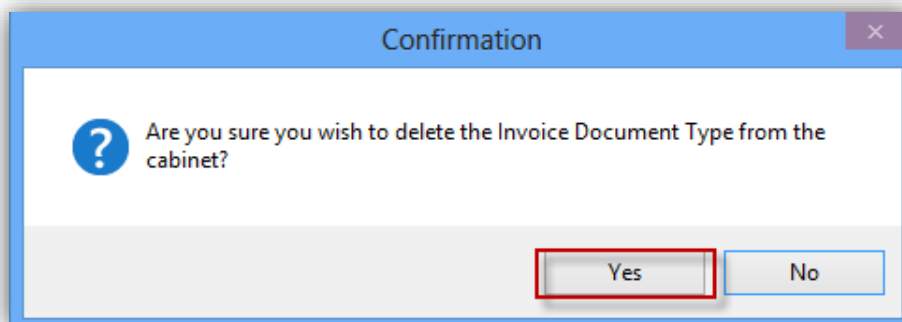 Confirmation
Are you sure you wish to delete the Invoice Document Type from the
cabinet?
Yes No